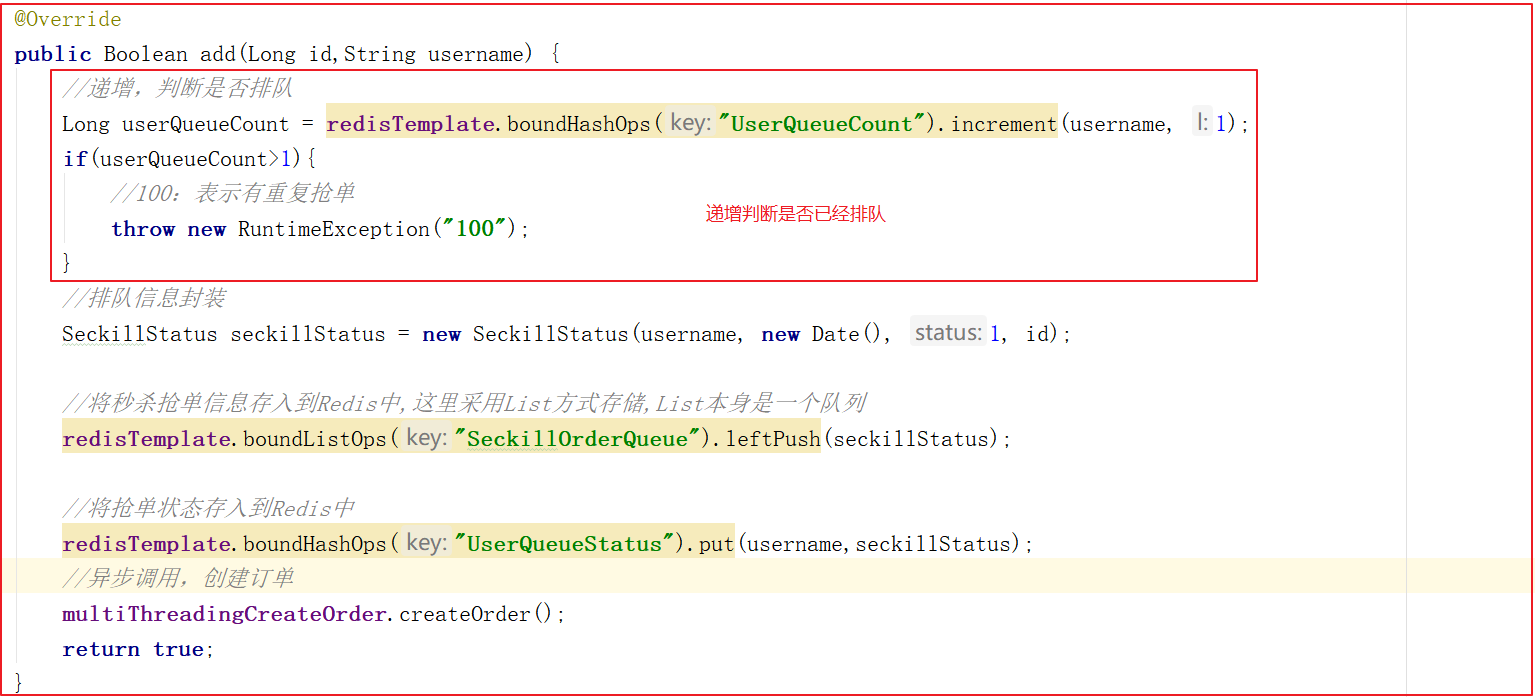 @Override
public Boolean add(Long id,String username) {
//递增，判断是否排队
Long userQueueCount = redisTemplate.boundHashOps( key: "UserQueueCount").increment(username, l: 1);
if(userQueueCount>1){
//100：表示有重复抢单
throw new RuntimeException("100");
递增判断是否已经排队
}
//排队信息封装
SeckillStatus seckillStatus = new SeckillStatus(username, new Date(), status: 1, id);
//将秒杀抢单信息存入到Redis中,这里采用List方式存储,List本身是一个队列
redisTemplate.boundListOps( key: "SeckillOrderQueue").leftPush(seckillStatus);
//将抢单状态存入到Redis中
redisTemplate.boundHashOps( key: "UserQueueStatus").put(username,seckillStatus);
//异步调用，创建订单
multiThreadingCreateOrder.createOrder();
return true;
}